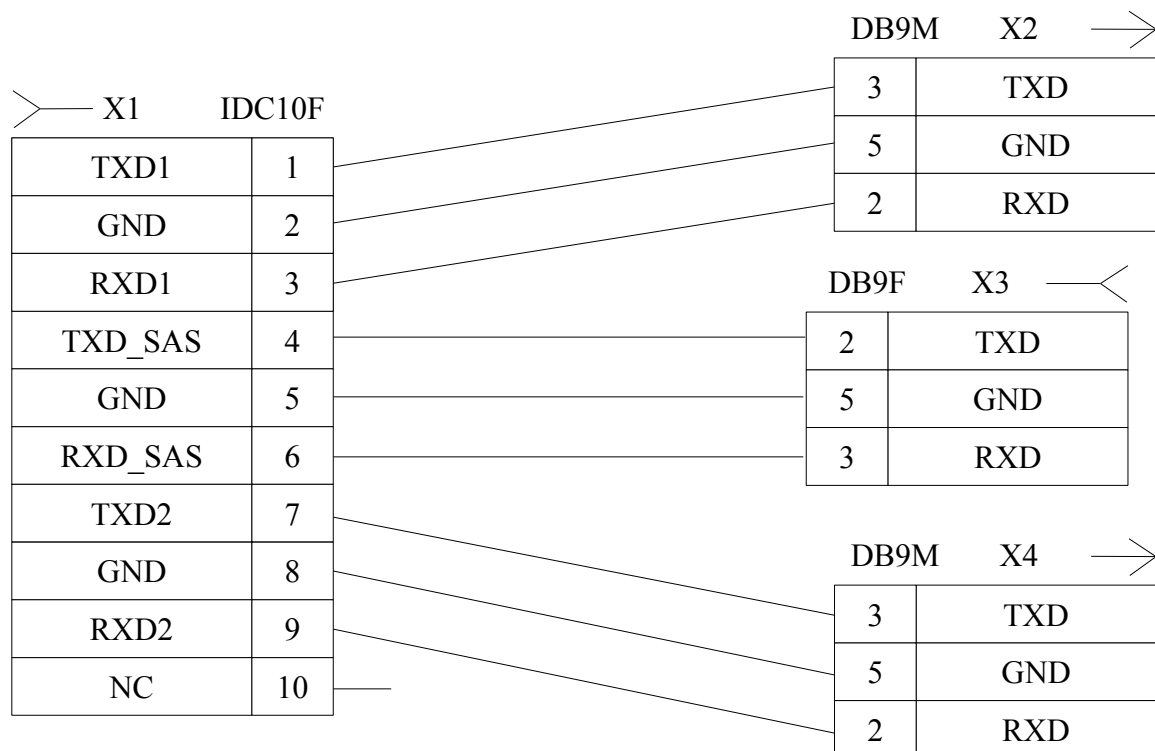 X1 IDC10F
TXD1 1
GND 2
RXD1 3
TXD_SAS 4
GND 5
RXD_SAS 6
TXD2 7
GND 8
RXD2 9
NC 10
DB9M X2
3 TXD
5 GND
2 RXD
DB9F X3
2 TXD
5 GND
3 RXD
DB9M X4
3 TXD
5 GND
2 RXD